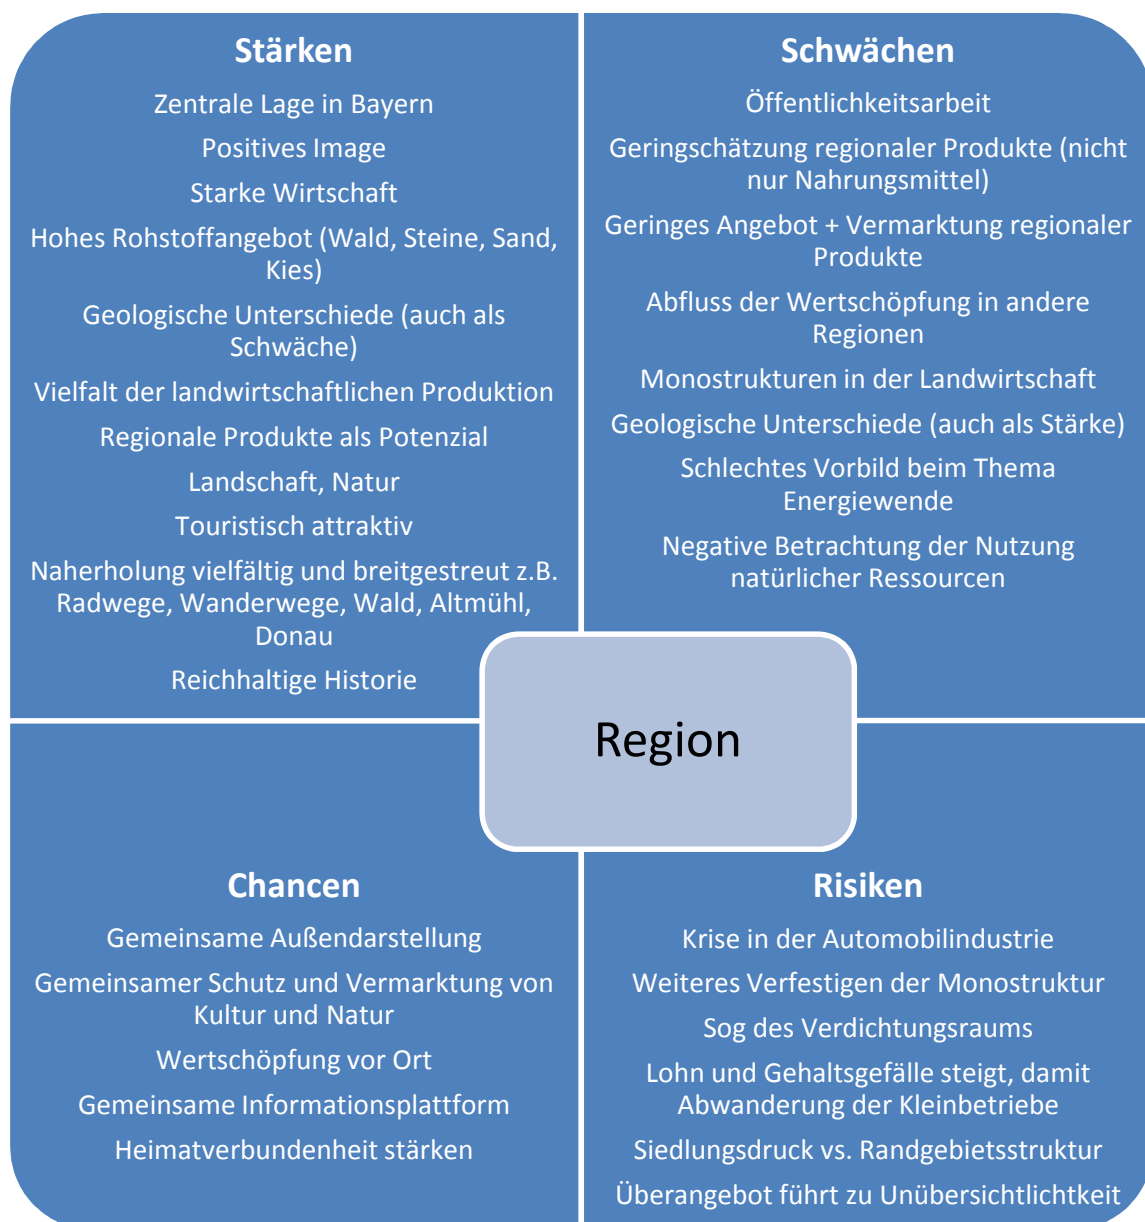 Stärken
Zentrale Lage in Bayern
Positives Image
Starke Wirtschaft
Hohes Rohstoffangebot (Wald, Steine, Sand,
Kies)
Geologische Unterschiede (auch als
Schwäche)
Vielfalt der landwirtschaftlichen Produktion
Regionale Produkte als Potenzial
Landschaft, Natur
Touristisch attraktiv
Naherholung vielfältig und breitgestreut z.B.
Radwege, Wanderwege, Wald, Altmühl,
Donau
Reichhaltige Historie
Schwächen
Öffentlichkeitsarbeit
Geringschätzung regionaler Produkte (nicht
nur Nahrungsmittel)
Geringes Angebot + Vermarktung regionaler
Produkte
Abfluss der Wertschöpfung in andere
Regionen
Monostrukturen in der Landwirtschaft
Geologische Unterschiede (auch als Stärke)
Schlechtes Vorbild beim Thema
Energiewende
Negative Betrachtung der Nutzung
natürlicher Ressourcen
Region
Chancen
Gemeinsame Außendarstellung
Gemeinsamer Schutz und Vermarktung von
Kultur und Natur
Wertschöpfung vor Ort
Gemeinsame Informationsplattform
Heimatverbundenheit stärken
Risiken
Krise in der Automobilindustrie
Weiteres Verfestigen der Monostruktur
Sog des Verdichtungsraums
Lohn und Gehaltsgefälle steigt, damit
Abwanderung der Kleinbetriebe
Siedlungsdruck vs. Randgebietsstruktur
Überangebot führt zu Unübersichtlichtkeit